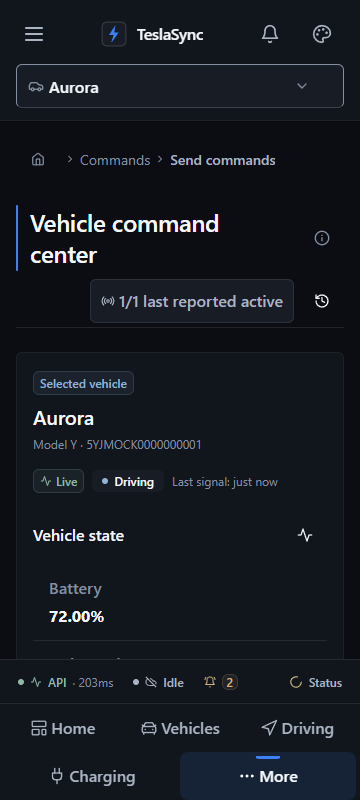 TeslaSync
Aurora
Commands
Send commands
Vehicle command
center
1/1 last reported active
Selected vehicle
Aurora
Model Y · 5YJMOCK0000000001
Live
Driving
Last signal: just now
Vehicle state
Battery
72.00%
API · 203ms
Idle
2
Status
Home
Vehicles
Driving
Charging
More